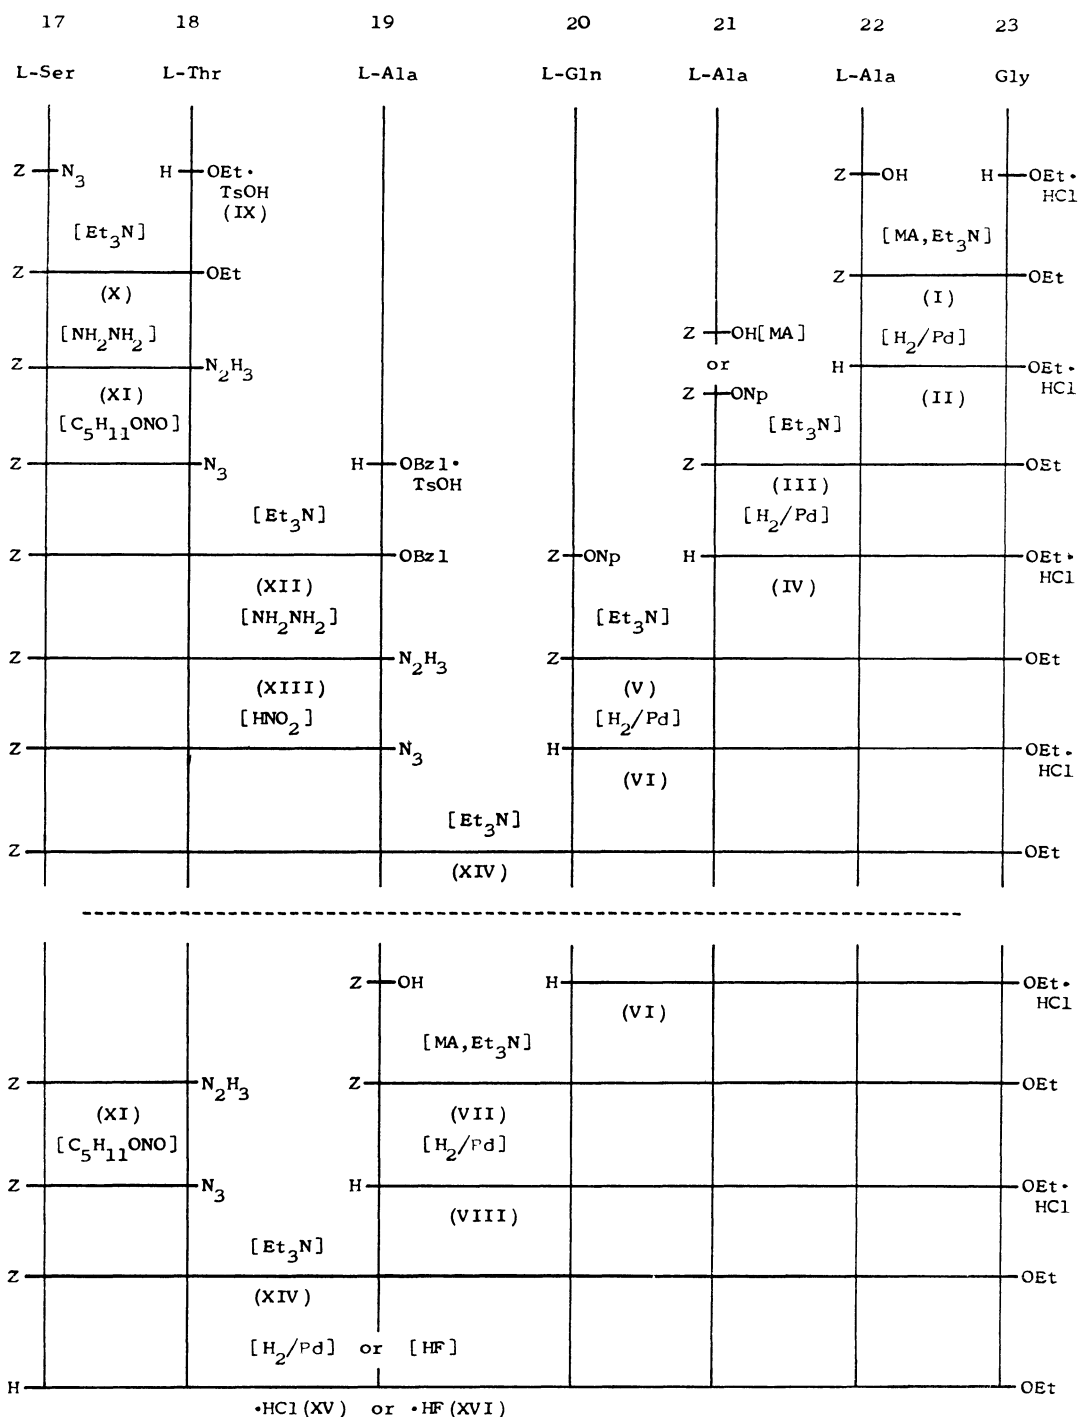 17 18 19 20 21 22 23
L-Ser L-Thr L-Ala L-Gln L-Ala L-Ala Gly
Z N3 H OEt· Z OH H OEt·
TsOH HCl
(IX)
[Et3N] [MA,Et3N]
Z OEt Z OEt
(X) (I)
[NH2NH2] Z OH[MA] [H2/Pd]
Z N2H3 or H OEt·
HCl
(XI) Z ONp (II)
[C5H11ONO] [Et3N]
Z N3 H OBzl· Z OEt
TsOH (III)
[Et3N] [H2/Pd]
Z OBzl Z ONp H OEt·
HCl
(XII) (IV)
[NH2NH2] [Et3N]
Z N2H3 Z OEt
(XIII) (V)
[HNO2] [H2/Pd]
Z N3 H OEt·
HCl
(VI)
[Et3N]
Z OEt
(XIV)
Z OH H OEt·
HCl
(VI)
[MA,Et3N]
Z N2H3 Z OEt
(XI) (VII)
[C5H11ONO] [H2/Pd]
Z N3 H OEt·
HCl
(VIII)
[Et3N]
Z OEt
(XIV)
[H2/Pd] or [HF]
H OEt
·HCl(XV) or ·HF(XVI)